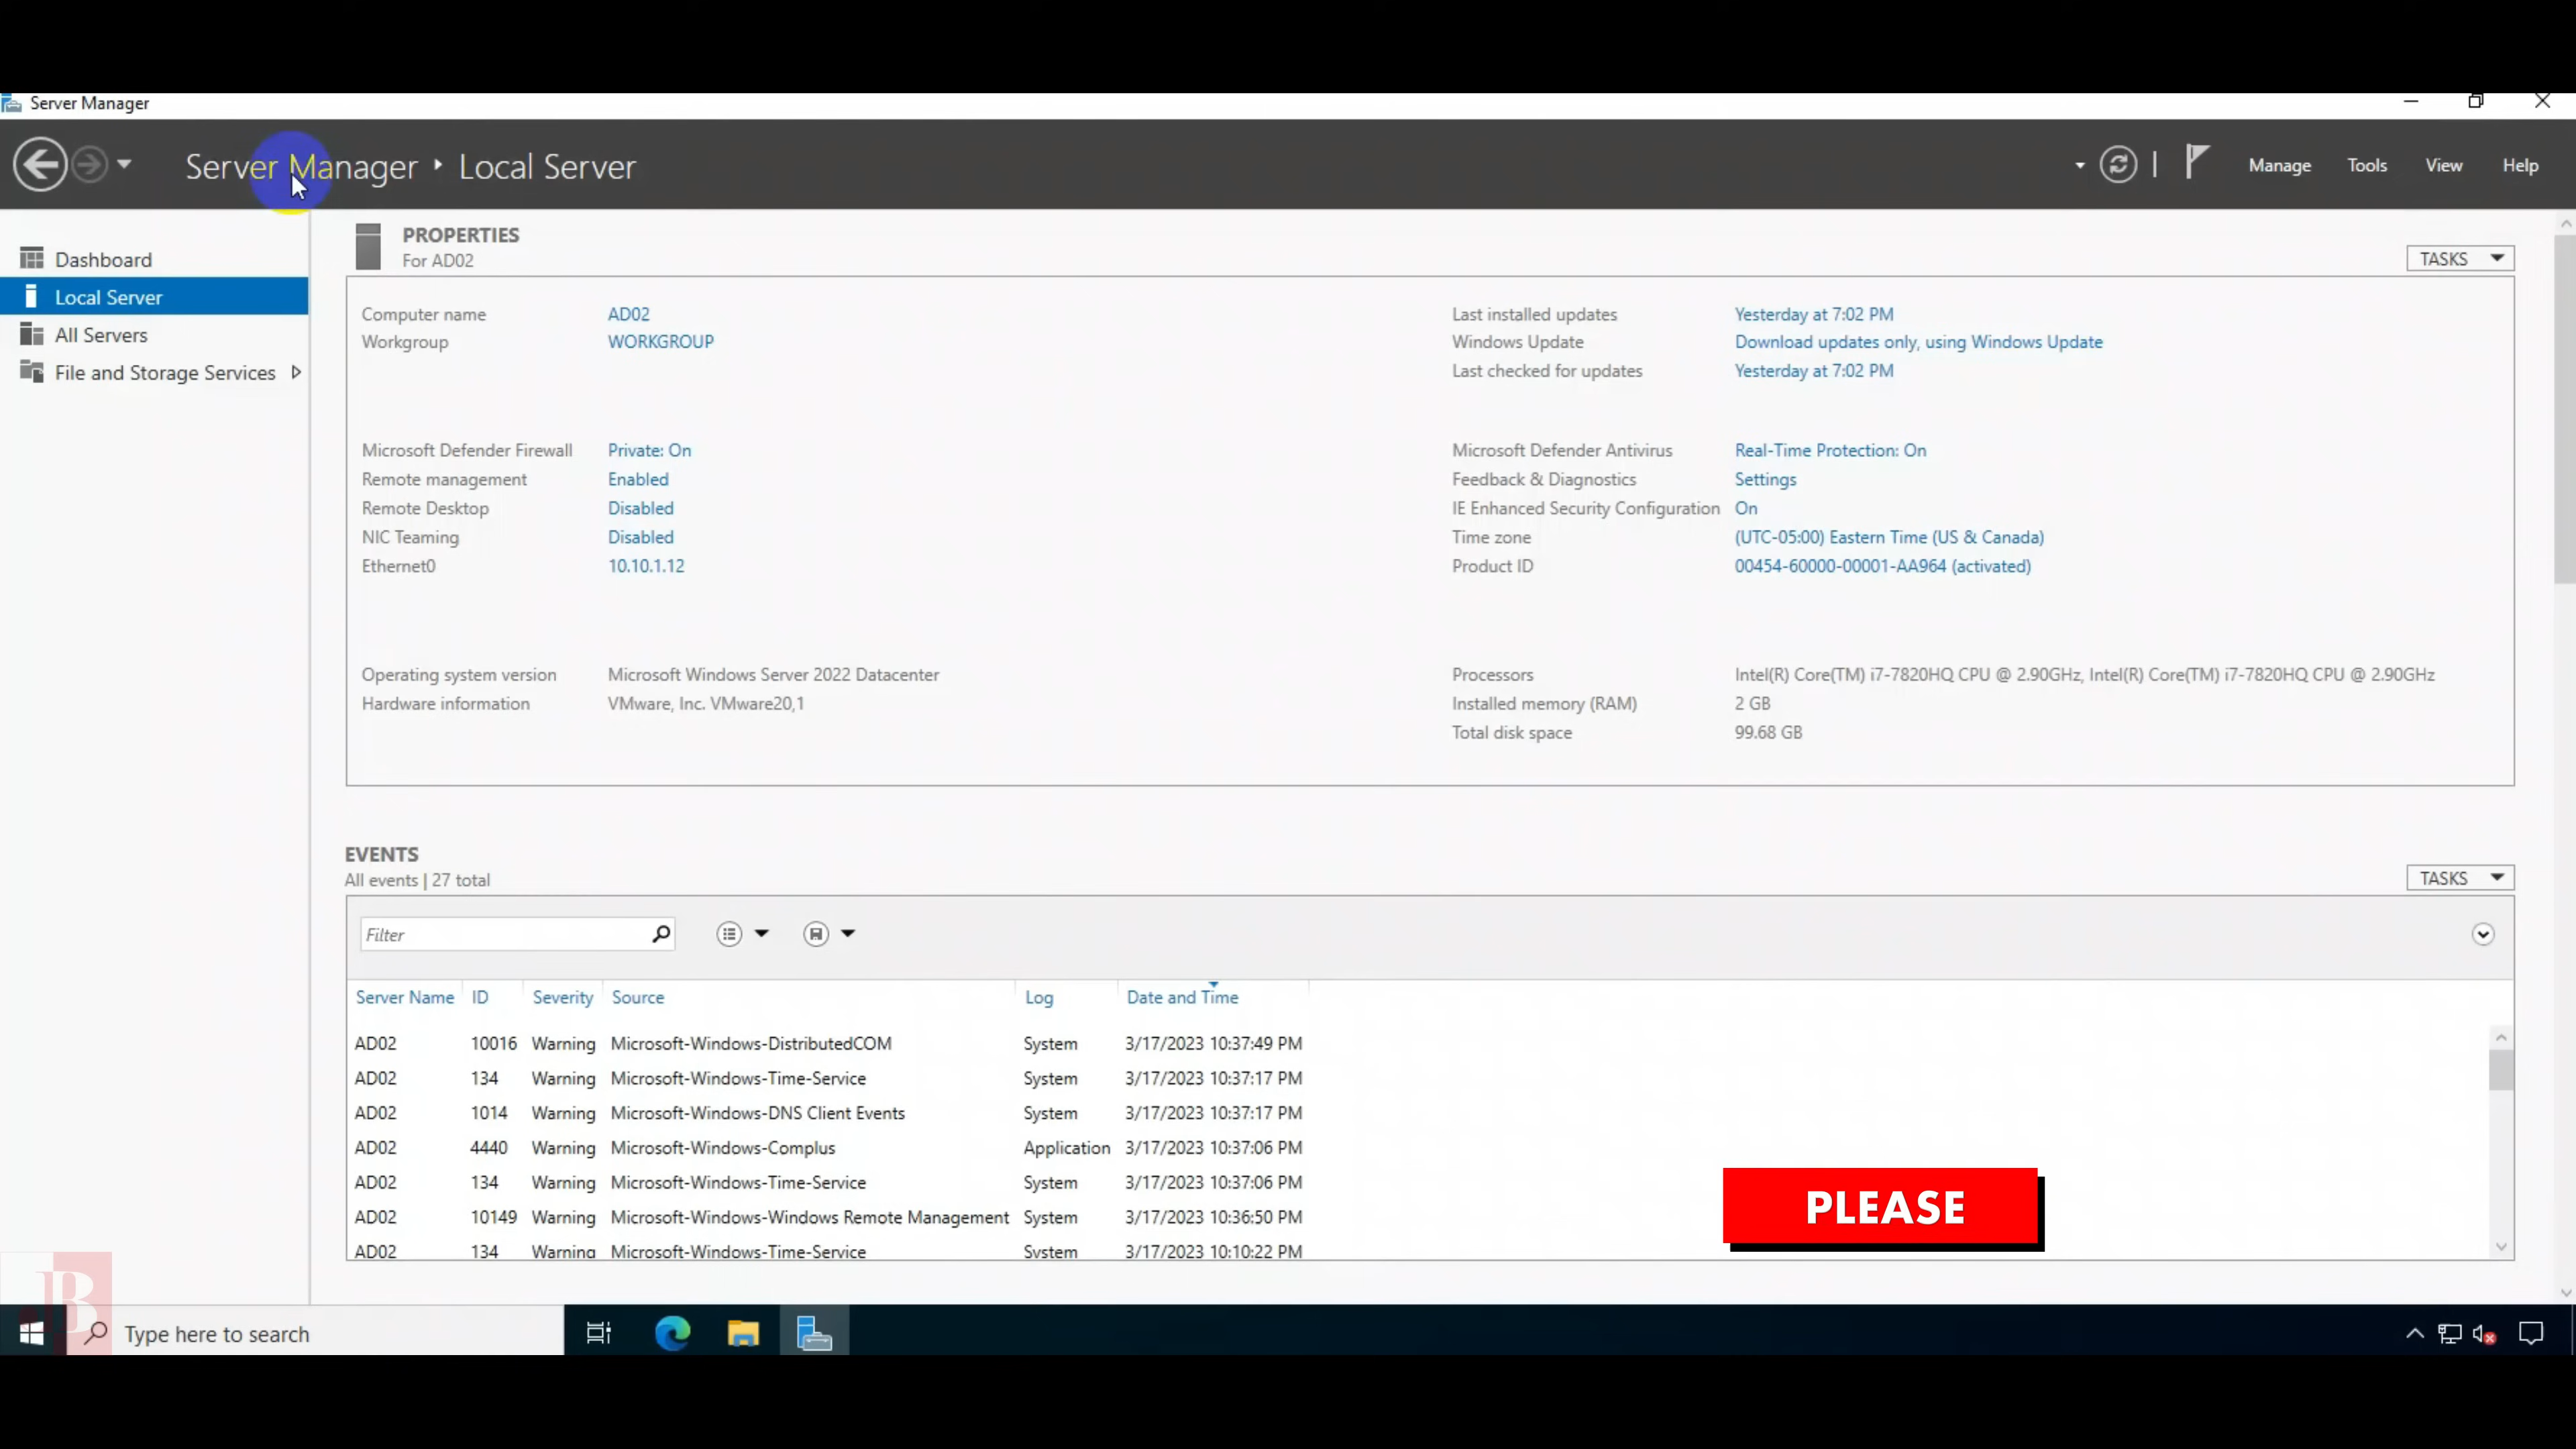 Server Manager
Server Manager ‣ Local Server
Manage Tools View Help
Dashboard
Local Server
All Servers
File and Storage Services
PROPERTIES
For AD02
TASKS
Computer name AD02
Workgroup WORKGROUP
Last installed updates Yesterday at 7:02 PM
Windows Update Download updates only, using Windows Update
Last checked for updates Yesterday at 7:02 PM
Microsoft Defender Firewall Private: On
Remote management Enabled
Remote Desktop Disabled
NIC Teaming Disabled
Ethernet0 10.10.1.12
Microsoft Defender Antivirus Real-Time Protection: On
Feedback & Diagnostics Settings
IE Enhanced Security Configuration On
Time zone (UTC-05:00) Eastern Time (US & Canada)
Product ID 00454-60000-00001-AA964 (activated)
Operating system version Microsoft Windows Server 2022 Datacenter
Hardware information VMware, Inc. VMware20,1
Processors Intel(R) Core(TM) i7-7820HQ CPU @ 2.90GHz, Intel(R) Core(TM) i7-7820HQ CPU @ 2.90GHz
Installed memory (RAM) 2 GB
Total disk space 99.68 GB
EVENTS
All events | 27 total
TASKS
Filter
Server Name ID Severity Source Log Date and Time
AD02 10016 Warning Microsoft-Windows-DistributedCOM System 3/17/2023 10:37:49 PM
AD02 134 Warning Microsoft-Windows-Time-Service System 3/17/2023 10:37:17 PM
AD02 1014 Warning Microsoft-Windows-DNS Client Events System 3/17/2023 10:37:17 PM
AD02 4440 Warning Microsoft-Windows-Complus Application 3/17/2023 10:37:06 PM
AD02 134 Warning Microsoft-Windows-Time-Service System 3/17/2023 10:37:06 PM
AD02 10149 Warning Microsoft-Windows-Windows Remote Management System 3/17/2023 10:36:50 PM
AD02 134 Warning Microsoft-Windows-Time-Service System 3/17/2023 10:10:22 PM
PLEASE
B
Type here to search